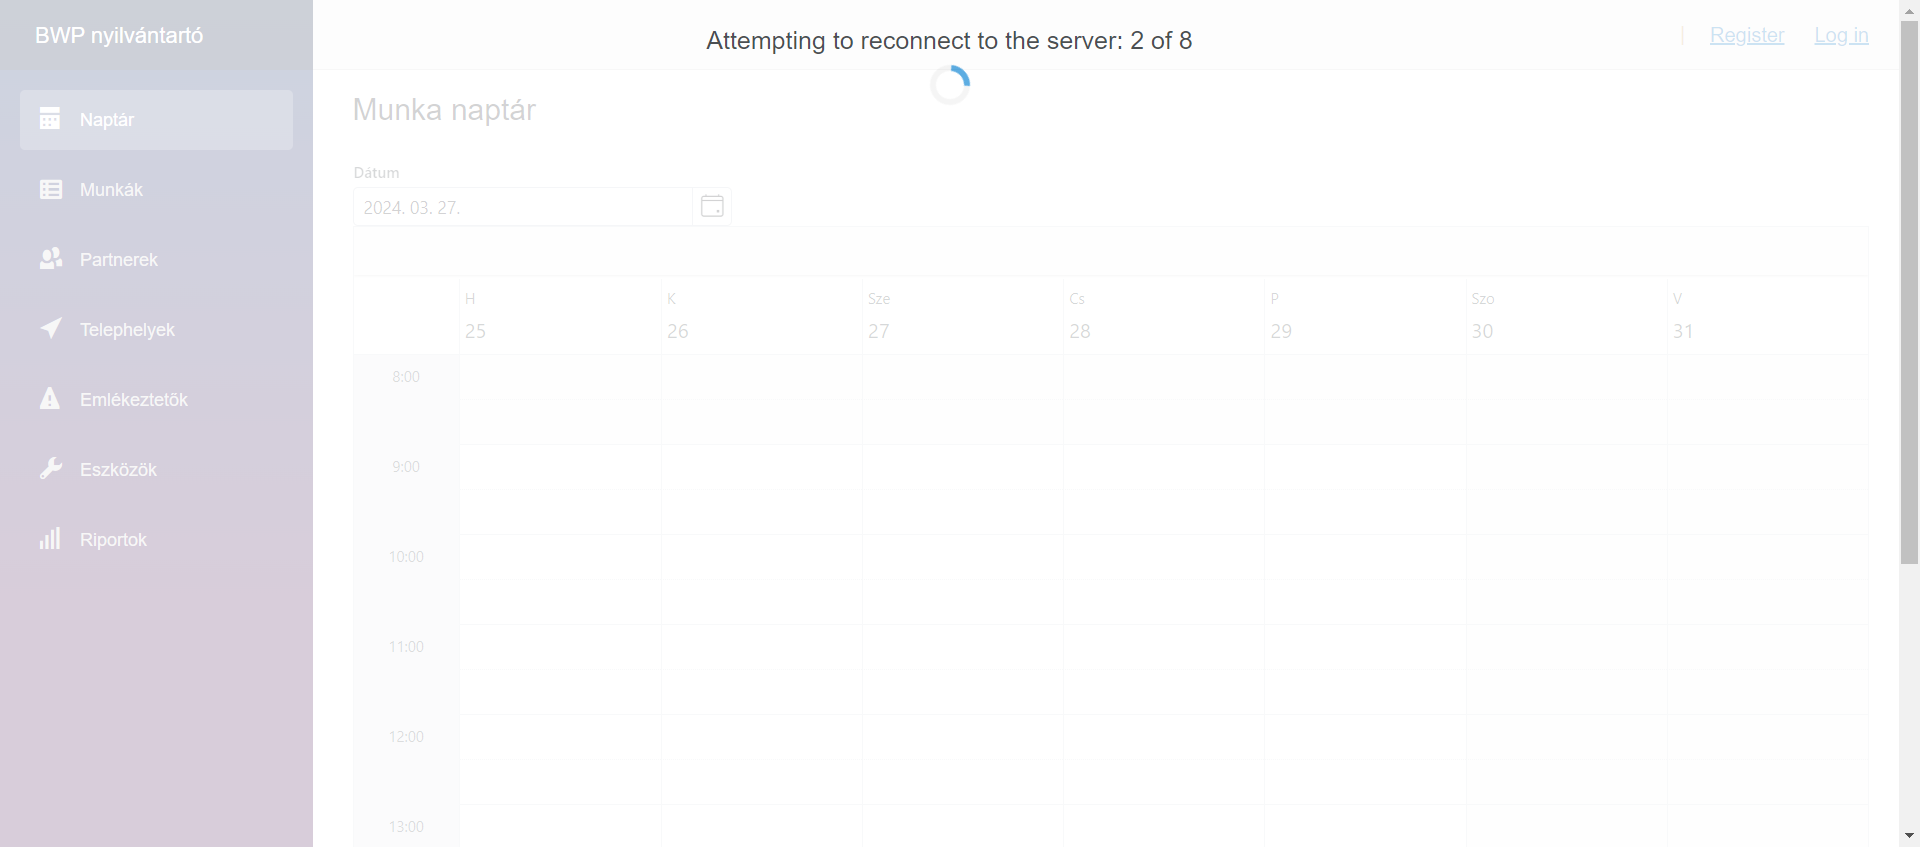 BWP nyilvántartó
Attempting to reconnect to the server: 2 of 8
Register
Log in
Naptár
Munkák
Partnerek
Telephelyek
Emlékeztetők
Eszközök
Riportok
Munka naptár
Dátum
2024. 03. 27.
H K Sze Cs P Szo V
25 26 27 28 29 30 31
8:00
9:00
10:00
11:00
12:00
13:00